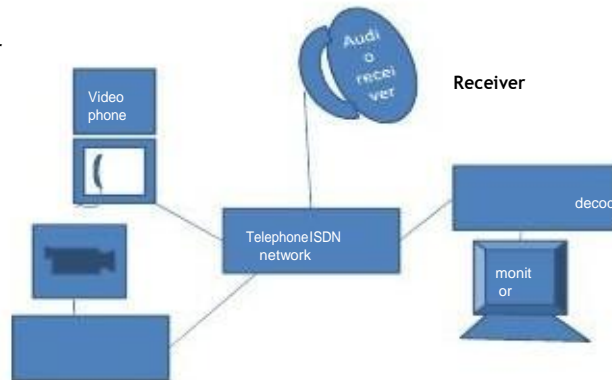 Audi
o
recei
ver
Receiver
Video
phone
TelephoneISDN
network
decod
monit
or